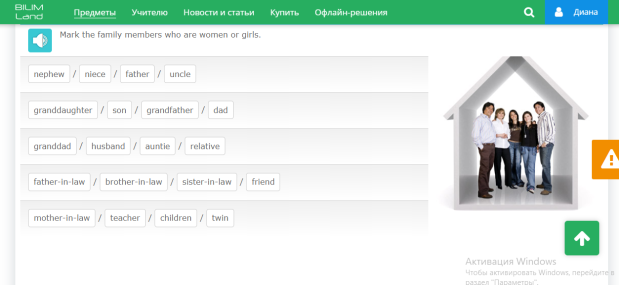 BILIM
Land
Предметы Учителю Новости и статьи Купить Офлайн-решения Диана
Mark the family members who are women or girls.
nephew / niece / father / uncle
granddaughter / son / grandfather / dad
granddad / husband / auntie / relative
father-in-law / brother-in-law / sister-in-law / friend
mother-in-law / teacher / children / twin
Активация Windows
Чтобы активировать Windows, перейдите в
раздел "Параметры".